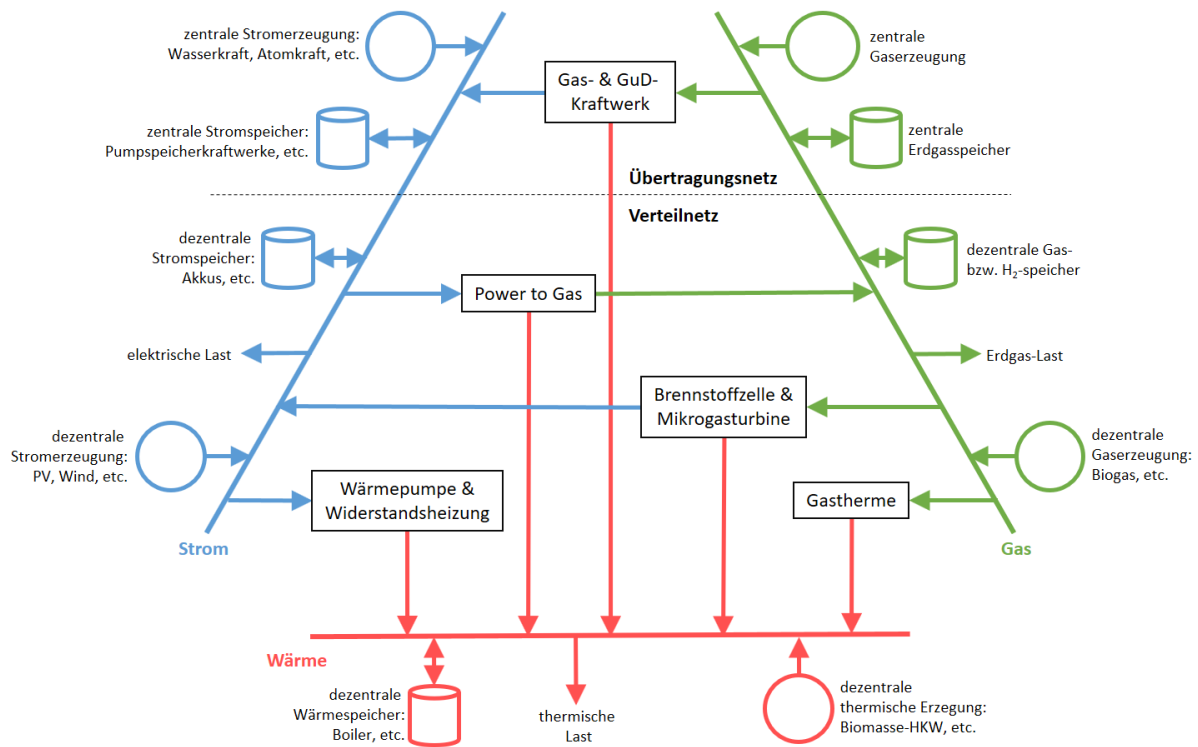 zentrale Stromerzeugung:
Wasserkraft, Atomkraft, etc.
zentrale
Gaserzeugung
Gas- & GuD-
Kraftwerk
zentrale Stromspeicher:
Pumpspeicherkraftwerke, etc.
zentrale
Erdgasspeicher
Übertragungsnetz
Verteilnetz
dezentrale
Stromspeicher:
Akkus, etc.
dezentrale Gas-
bzw. H₂-speicher
Power to Gas
elektrische Last
Erdgas-Last
Brennstoffzelle &
Mikrogasturbine
dezentrale
Stromerzeugung:
PV, Wind, etc.
dezentrale
Gaserzeugung:
Biogas, etc.
Wärmepumpe &
Widerstandsheizung
Gastherme
Strom
Gas
Wärme
dezentrale
Wärmespeicher:
Boiler, etc.
thermische
Last
dezentrale
thermische Erzegung:
Biomasse-HKW, etc.